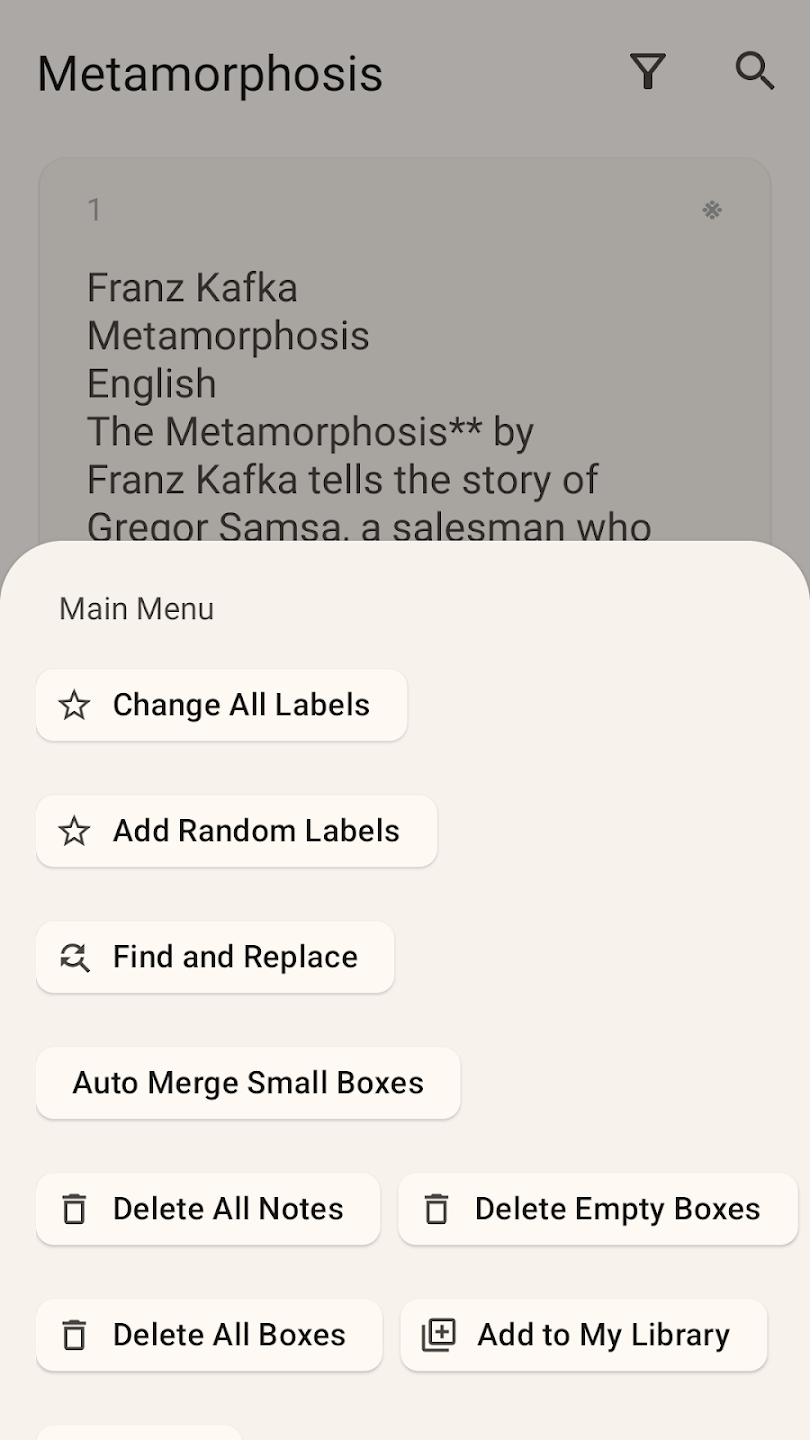 Metamorphosis
1
Franz Kafka
Metamorphosis
English
The Metamorphosis** by
Franz Kafka tells the story of
Gregor Samsa, a salesman who
Main Menu
Change All Labels
Add Random Labels
Find and Replace
Auto Merge Small Boxes
Delete All Notes
Delete Empty Boxes
Delete All Boxes
Add to My Library